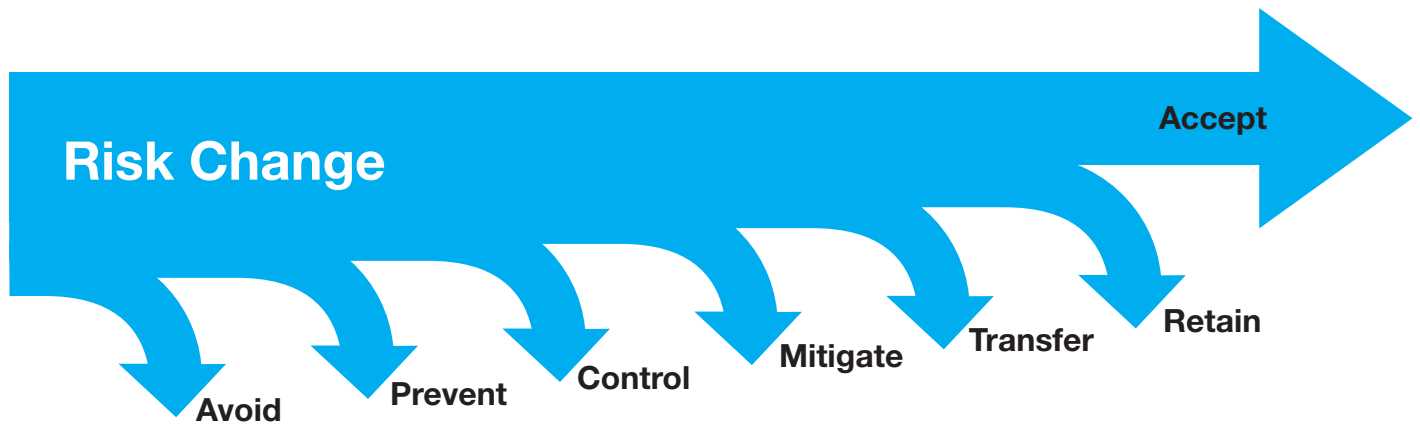 Risk Change
Accept
Avoid
Prevent
Control
Mitigate
Transfer
Retain